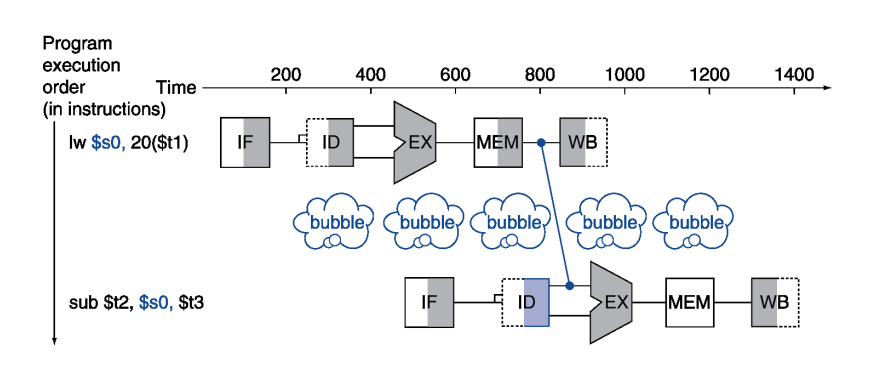 Program
execution
order
(in instructions)
Time
200 400 600 800 1000 1200 1400
lw $s0, 20($t1)
IF ID EX MEM WB
bubble bubble bubble bubble bubble
sub $t2, $s0, $t3
IF ID EX MEM WB